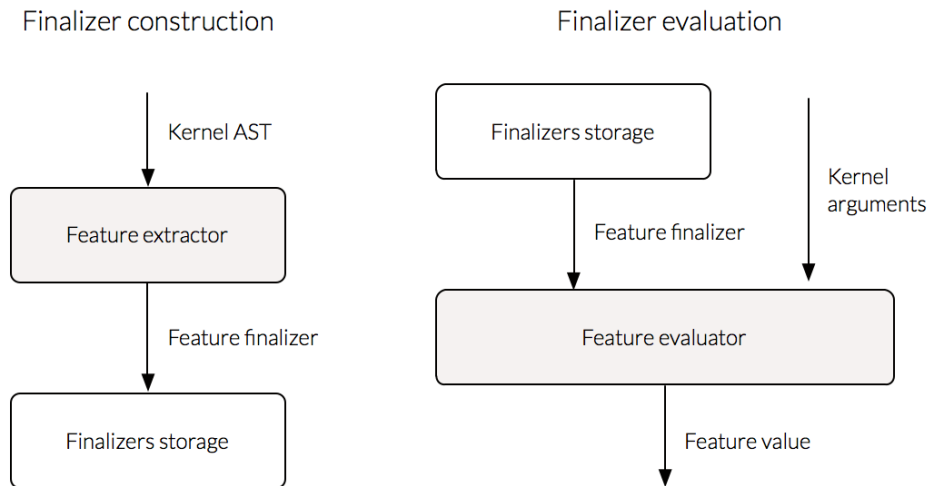 Finalizer construction
Kernel AST
Feature extractor
Feature finalizer
Finalizers storage
Finalizer evaluation
Finalizers storage
Kernel
arguments
Feature finalizer
Feature evaluator
Feature value